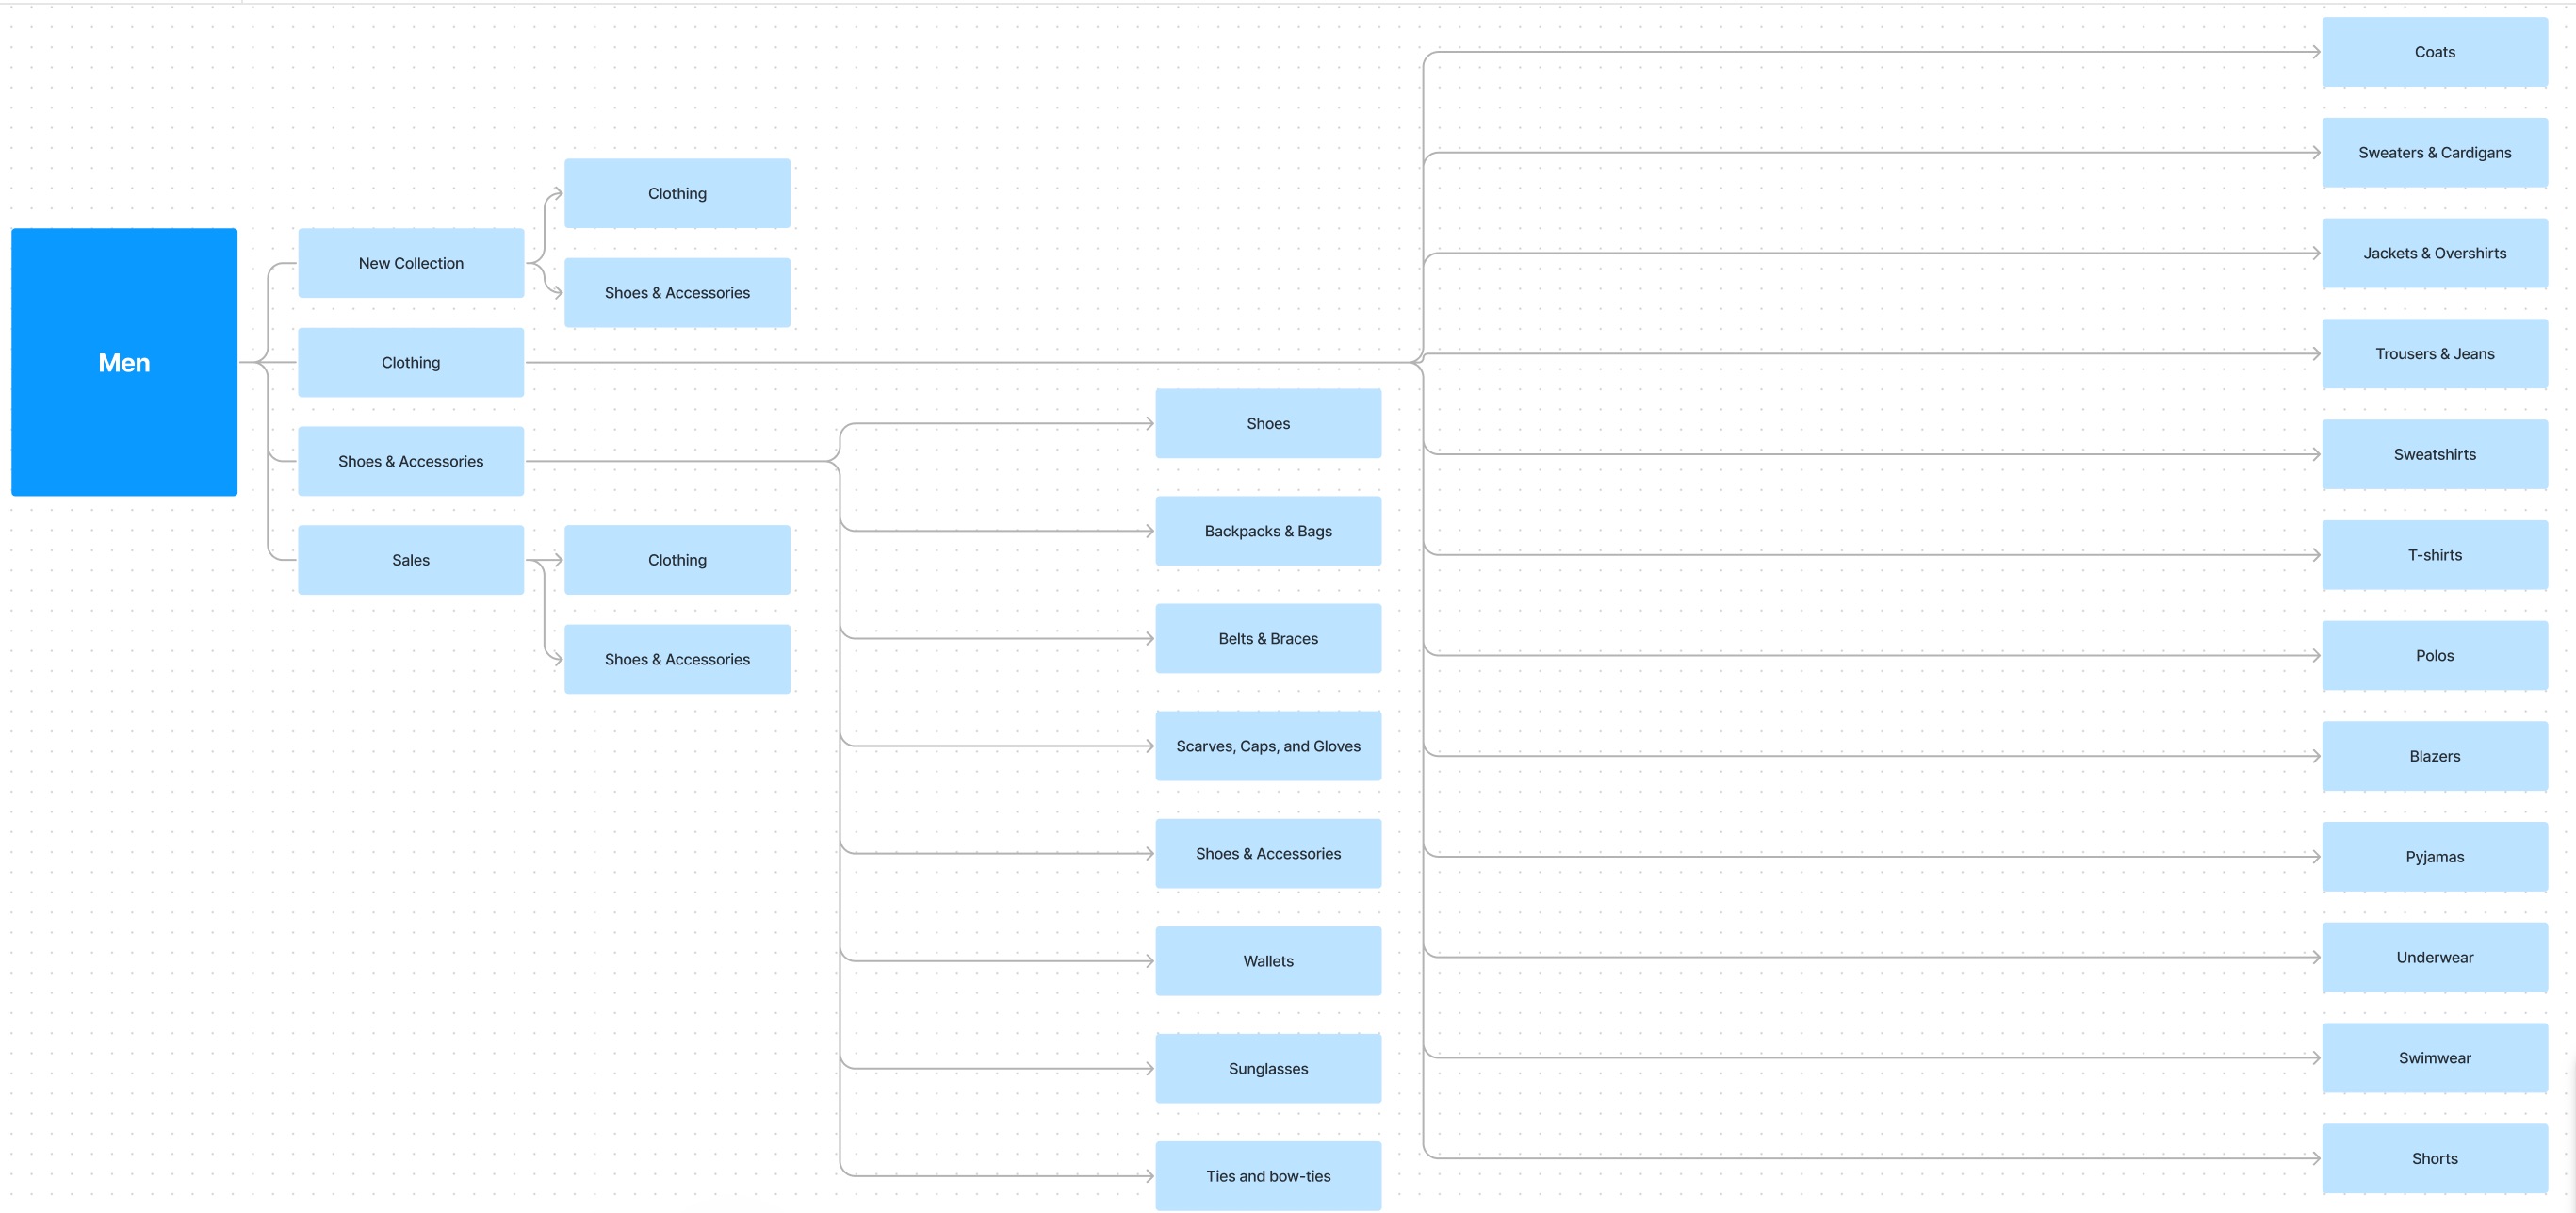 Men
New Collection
Clothing
Shoes & Accessories
Sales
Clothing
Shoes & Accessories
Clothing
Shoes & Accessories
Shoes
Backpacks & Bags
Belts & Braces
Scarves, Caps, and Gloves
Shoes & Accessories
Wallets
Sunglasses
Ties and bow-ties
Coats
Sweaters & Cardigans
Jackets & Overshirts
Trousers & Jeans
Sweatshirts
T-shirts
Polos
Blazers
Pyjamas
Underwear
Swimwear
Shorts